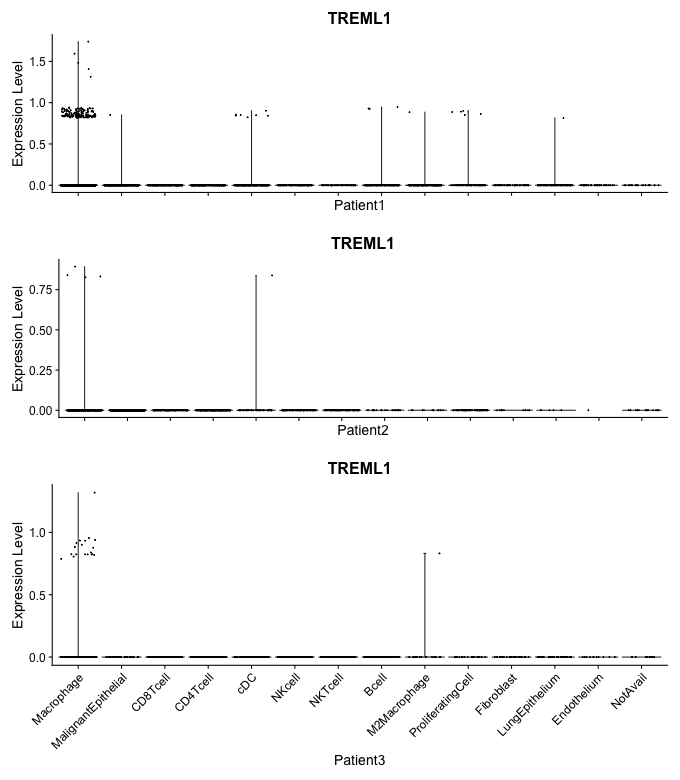 TREML1
Expression Level
1.5
1.0
0.5
0.0
Patient1
TREML1
Expression Level
0.75
0.50
0.25
0.00
Patient2
TREML1
Expression Level
1.0
0.5
0.0
Macrophage
MalignantEpithelial
CD8Tcell
CD4Tcell
cDC
NKcell
NKTcell
Bcell
M2Macrophage
ProliferatingCell
Fibroblast
LungEpithelium
Endothelium
NotAvail
Patient3